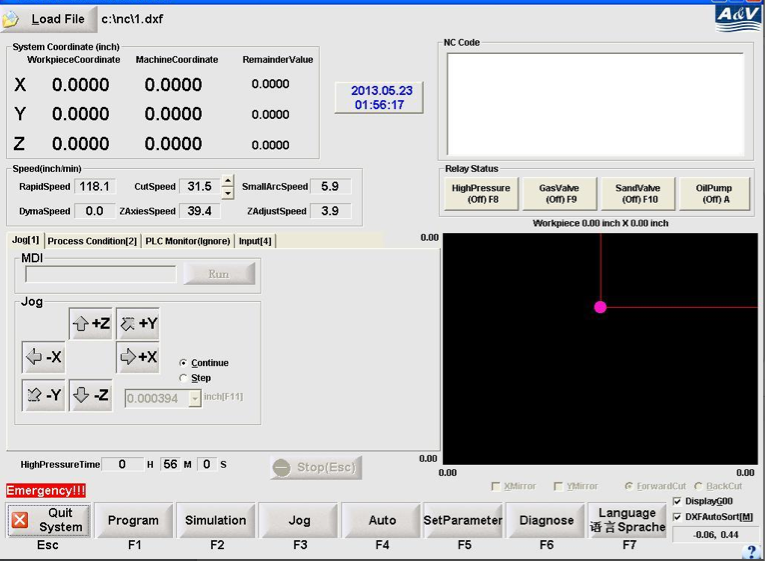 Load File c:\nc\1.dxf
A&V
System Coordinate (inch)
WorkpieceCoordinate MachineCoordinate RemainderValue
X 0.0000 0.0000 0.0000
Y 0.0000 0.0000 0.0000
Z 0.0000 0.0000 0.0000
2013.05.23
01:56:17
NC Code
Speed(inch/min)
RapidSpeed 118.1 CutSpeed 31.5 SmallArcSpeed 5.9
DymaSpeed 0.0 ZAxiesSpeed 39.4 ZAdjustSpeed 3.9
Relay Status
HighPressure GasValve SandValve OilPump
(Off) F8 (Off) F9 (Off) F10 (Off) A
Workpiece 0.00 inch X 0.00 inch
Jog[1] Process Condition[2] PLC Monitor(Ignore) Input[4]
0.00
MDI
Run
Jog
+Z +Y
-X +X
Continue
Step
-Y -Z 0.000394 inch[F11]
0.00
HighPressureTime 0 H 56 M 0 S Stop(Esc)
0.00 0.00
XMirror YMirror ForwardCut BackCut
Emergency!!!
DisplayG00
DXFAutoSort[M]
-0.06, 0.44
Quit System Program Simulation Jog Auto SetParameter Diagnose Language 语言Sprache
Esc F1 F2 F3 F4 F5 F6 F7
?